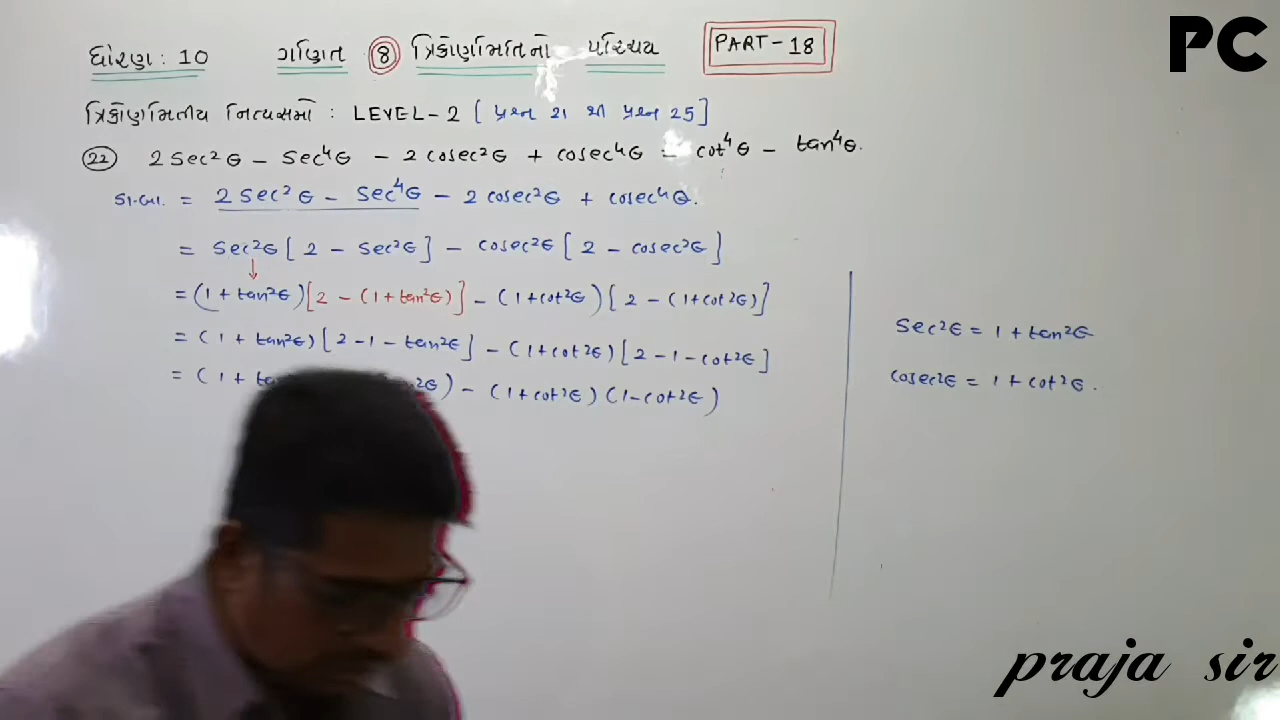 ધોરણ : 10 ગણિત 8 ત્રિકોણમિતિનો પરિચય PART-18
PC
ત્રિકોણમિતીય નિત્યસમો : LEVEL-2 [ પ્રશ્ન 21 થી પ્રશ્ન 25 ]
22 2 sec²θ - sec⁴θ - 2 cosec²θ + cosec⁴θ = cot⁴θ - tan⁴θ.
ડા.બા. = 2 sec²θ - sec⁴θ - 2 cosec²θ + cosec⁴θ.
= sec²θ [ 2 - sec²θ ] - cosec²θ [ 2 - cosec²θ ]
= (1 + tan²θ) [ 2 - (1 + tan²θ) ] - (1 + cot²θ) [ 2 - (1 + cot²θ) ]
= (1 + tan²θ) [ 2 - 1 - tan²θ ] - (1 + cot²θ) [ 2 - 1 - cot²θ ]
= (1 + θ) - (1 + cot²θ) (1 - cot²θ)
sec²θ = 1 + tan²θ
cosec²θ = 1 + cot²θ.
praja sir